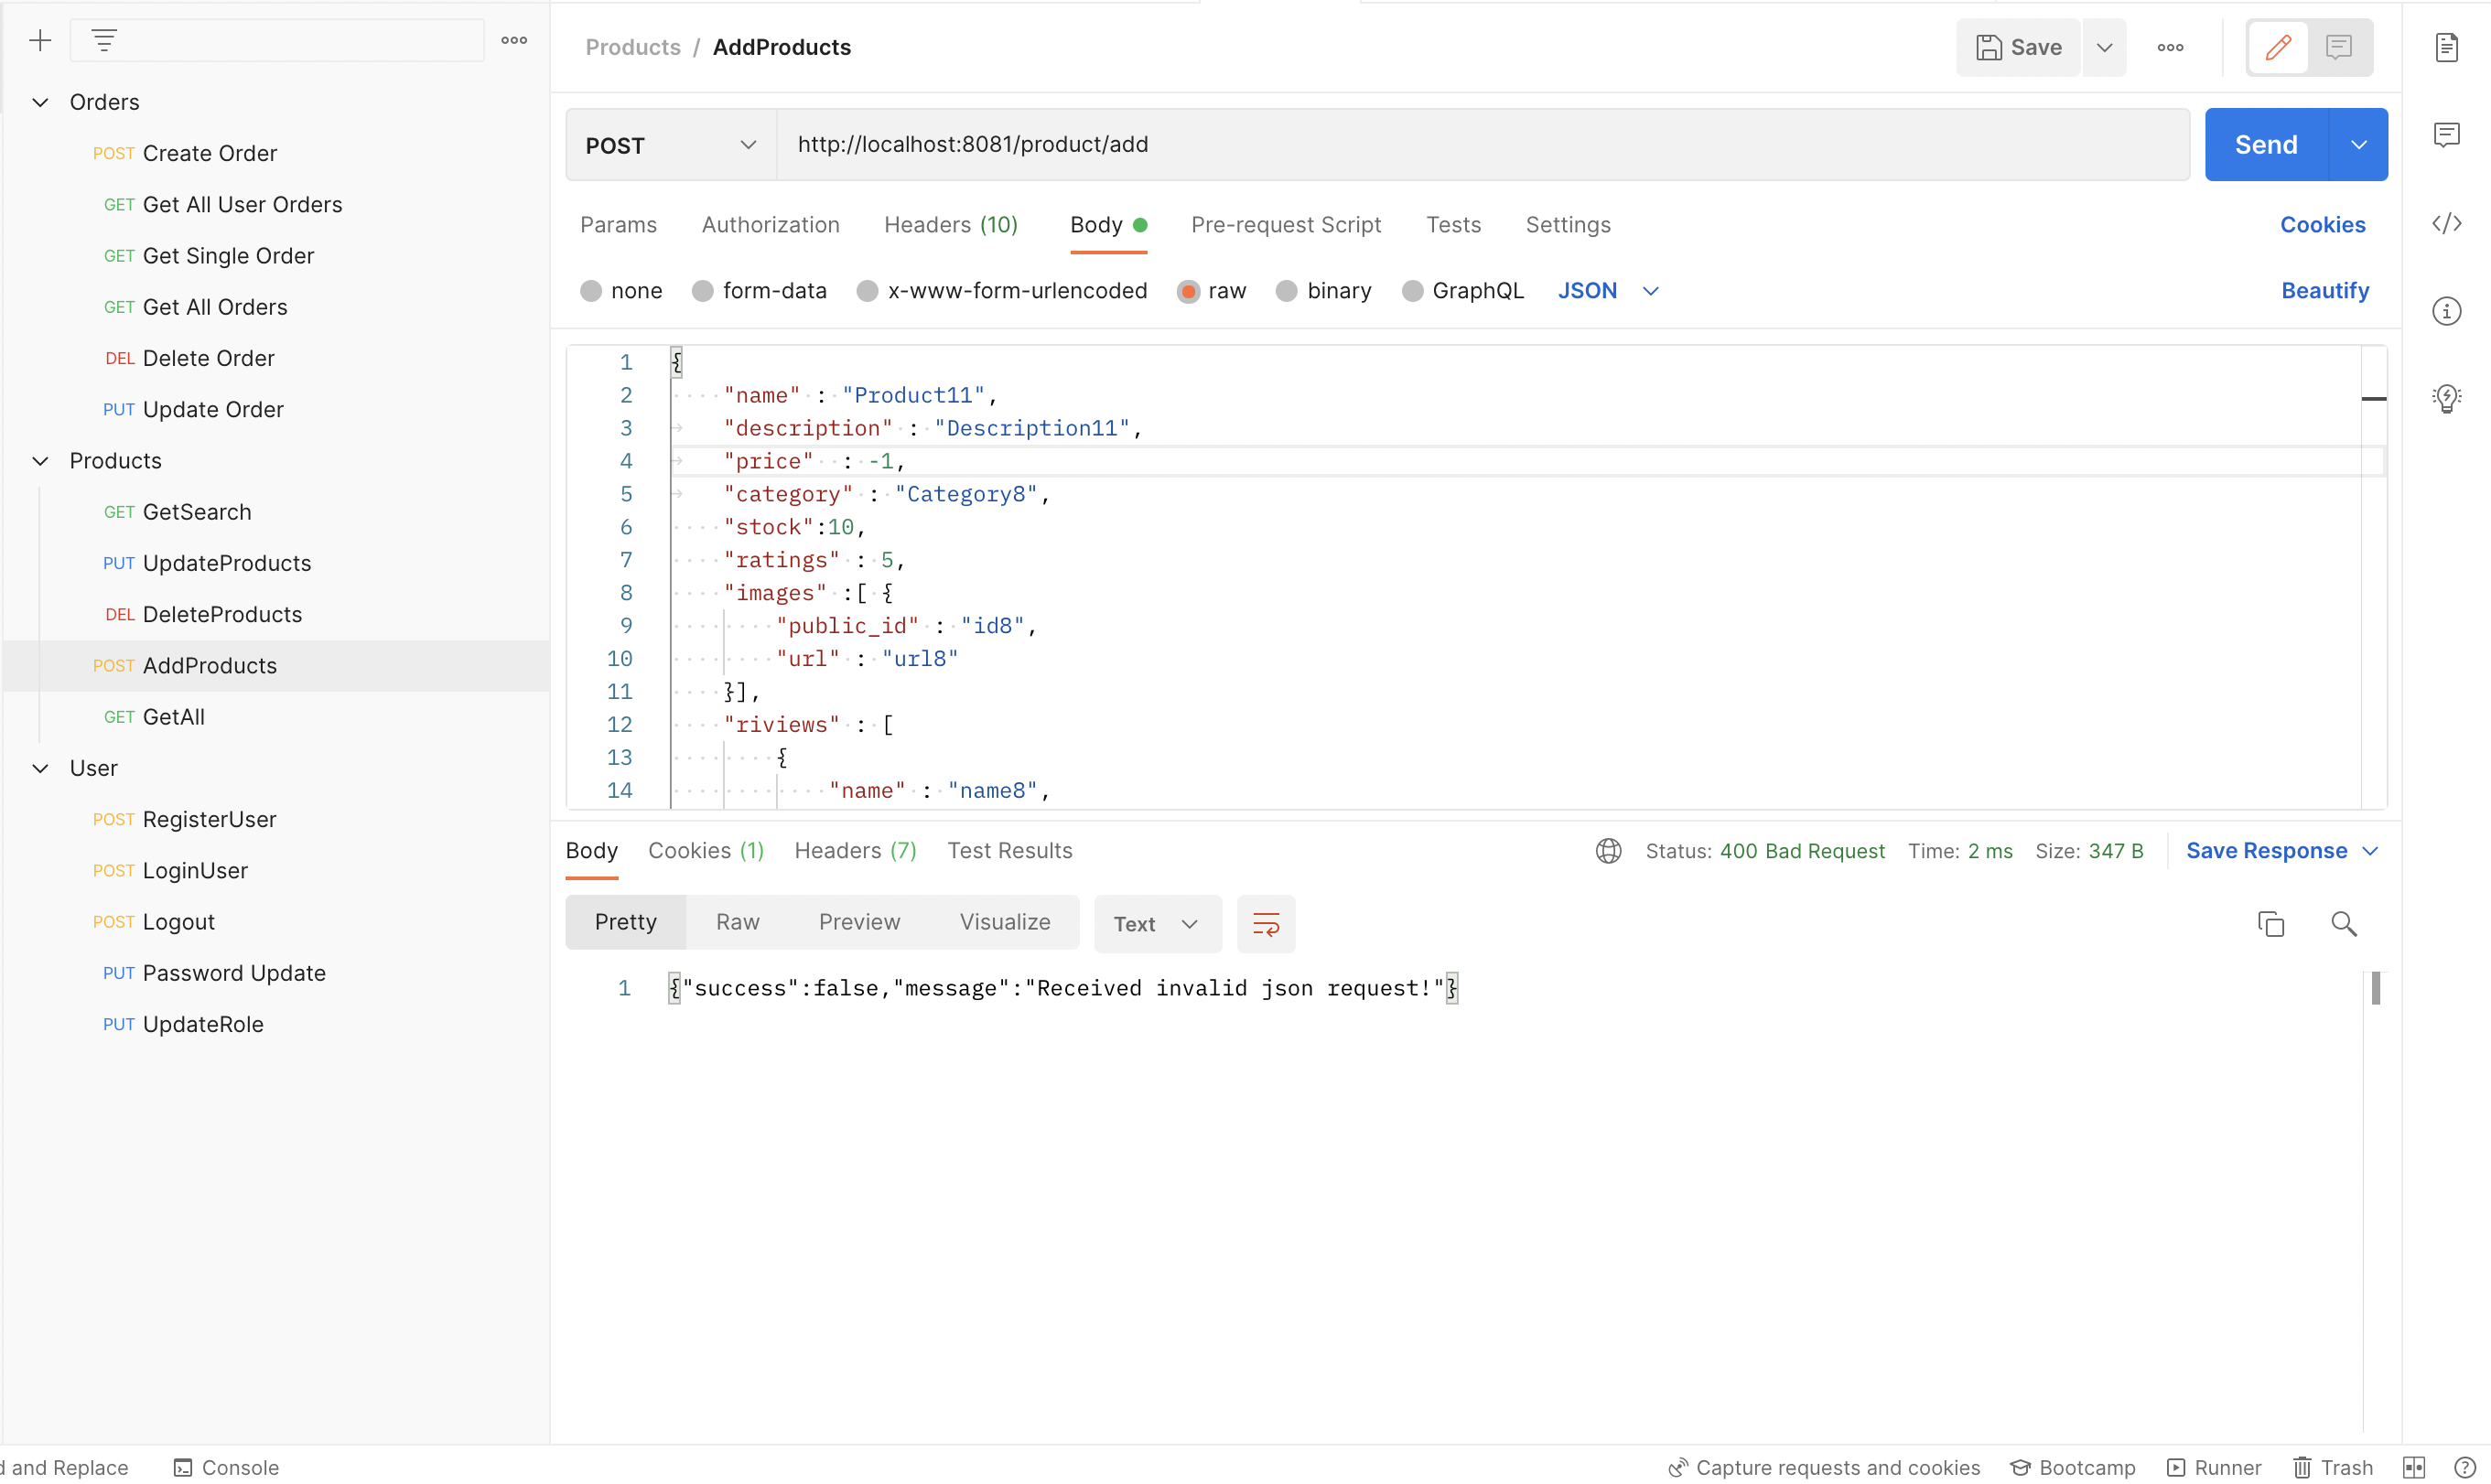 Orders
POST Create Order
GET Get All User Orders
GET Get Single Order
GET Get All Orders
DEL Delete Order
PUT Update Order
Products
GET GetSearch
PUT UpdateProducts
DEL DeleteProducts
POST AddProducts
GET GetAll
User
POST RegisterUser
POST LoginUser
POST Logout
PUT Password Update
PUT UpdateRole
Products / AddProducts
Save
POST http://localhost:8081/product/add Send
Params Authorization Headers (10) Body Pre-request Script Tests Settings Cookies
none form-data x-www-form-urlencoded raw binary GraphQL JSON Beautify
1 {
2 "name" : "Product11",
3 "description" : "Description11",
4 "price" : -1,
5 "category" : "Category8",
6 "stock":10,
7 "ratings" : 5,
8 "images" :[ {
9 "public_id" : "id8",
10 "url" : "url8"
11 }],
12 "riviews" : [
13 {
14 "name" : "name8",
Body Cookies (1) Headers (7) Test Results Status: 400 Bad Request Time: 2 ms Size: 347 B Save Response
Pretty Raw Preview Visualize Text
1 {"success":false,"message":"Received invalid json request!"}
d and Replace Console Capture requests and cookies Bootcamp Runner Trash